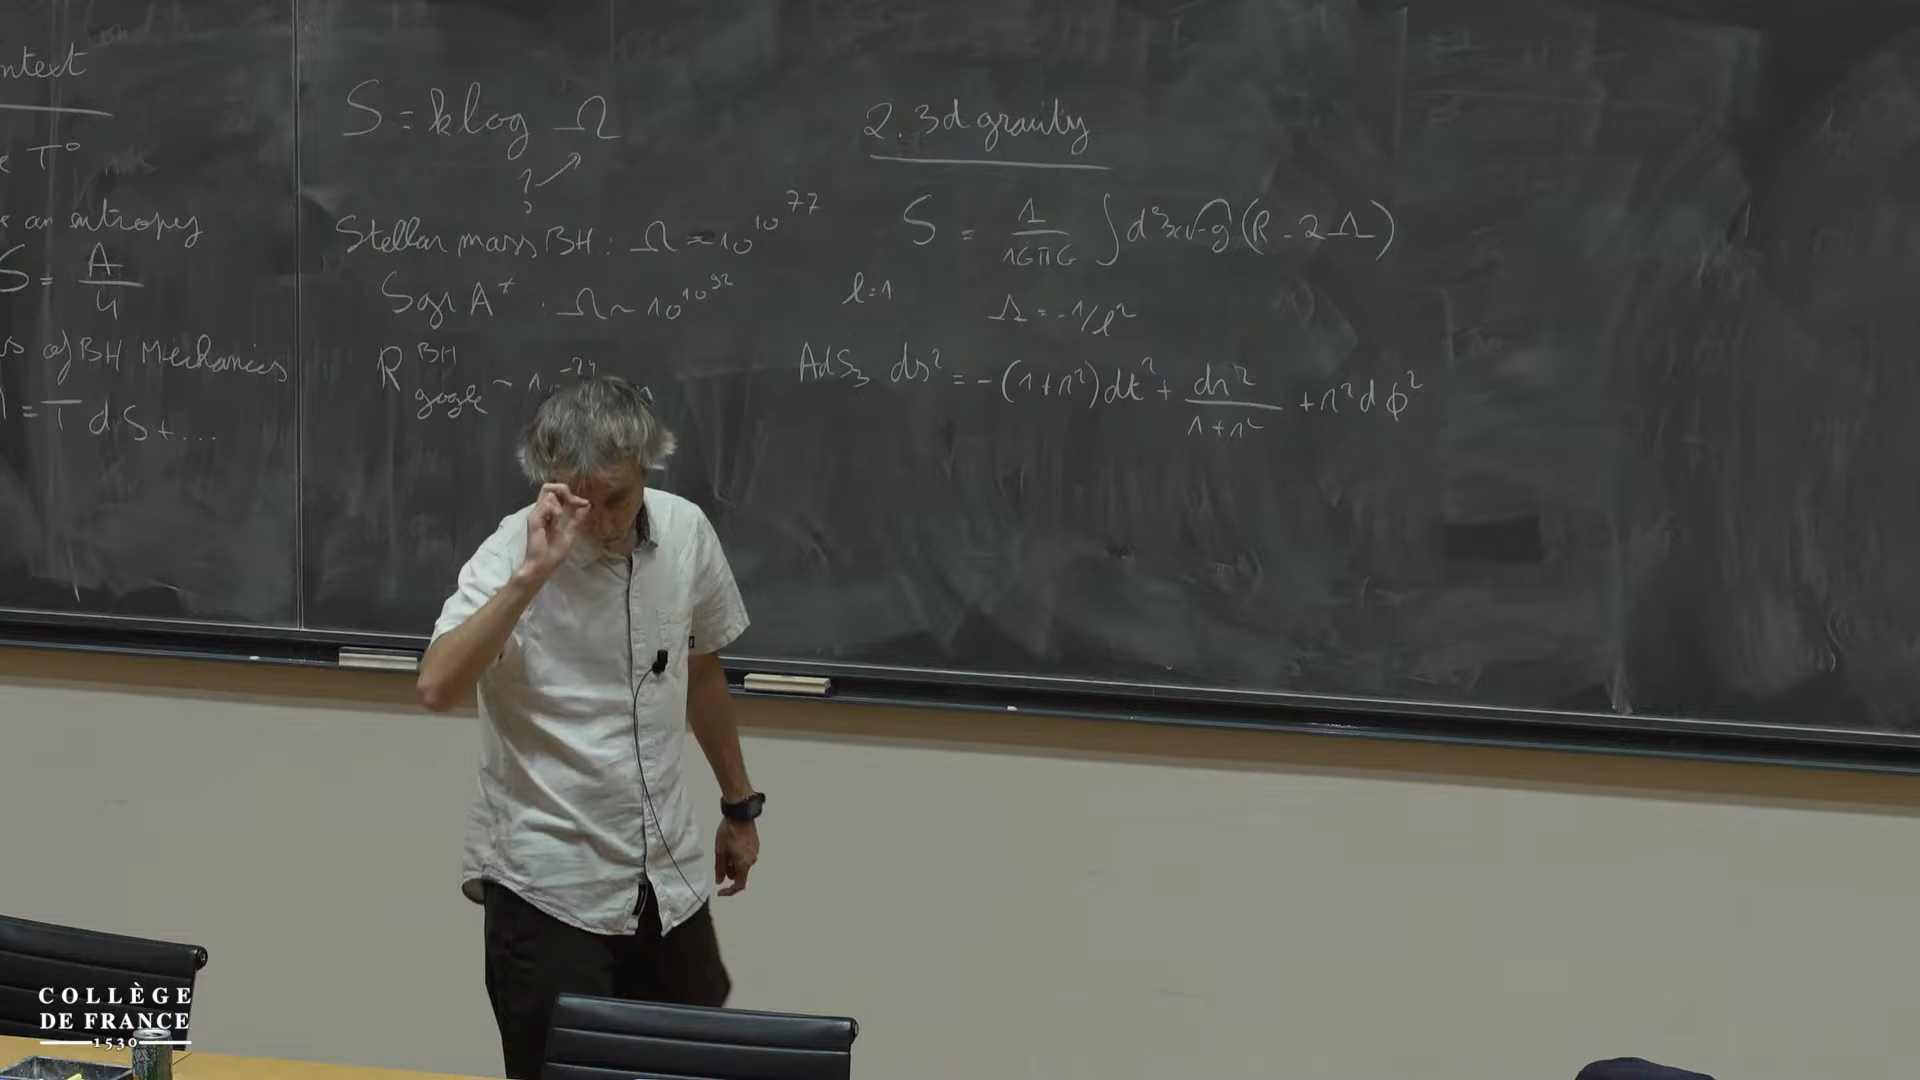 ntext
T°
an entropy
S = A/4
of BH Mechanics
= T dS + ...
S = k log Ω
?
Stellar mass BH : Ω ≈ 10^10^77
Sgr A* : Ω ~ 10^10^92
R^BH_gogle ~
2. 3d gravity
S = 1/16πG ∫ d³x √-g (R - 2Λ)
l = 1
Λ = -1/l²
AdS₃ ds² = -(1+r²)dt² + dr²/1+r² + r²dφ²
COLLÈGE
DE FRANCE
1530